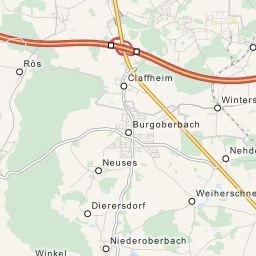 Rös
Claffheim
Winters
Burgoberbach
Nehde
Neuses
Weiherschne
Dierersdorf
Niederoberbach
Winkel